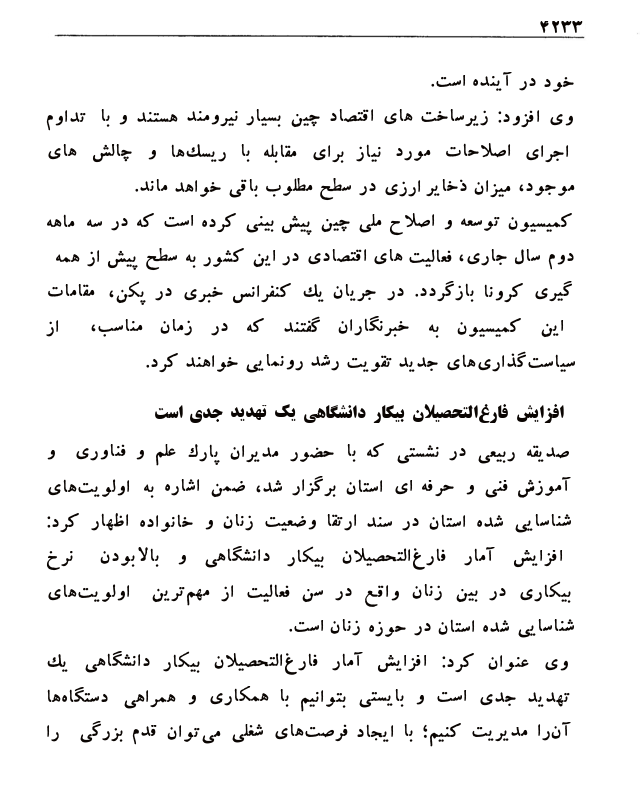 ۴۲۳۳
خود در آینده است.
وی افزود: زیرساخت های اقتصاد چین بسیار نیرومند هستند و با تداوم
اجرای اصلاحات مورد نیاز برای مقابله با ریسك‌ها و چالش های
موجود، میزان ذخایر ارزی در سطح مطلوب باقی خواهد ماند.
کمیسیون توسعه و اصلاح ملی چین پیش بینی کرده است که در سه ماهه
دوم سال جاری، فعالیت های اقتصادی در این کشور به سطح پیش از همه
گیری کرونا بازگردد. در جریان یك کنفرانس خبری در پکن، مقامات
این کمیسیون به خبرنگاران گفتند که در زمان مناسب، از
سیاست‌گذاری‌های جدید تقویت رشد رونمایی خواهند کرد.
افزایش فارغ‌التحصیلان بیکار دانشگاهی یک تهدید جدی است
صدیقه ربیعی در نشستی که با حضور مدیران پارك علم و فناوری و
آموزش فنی و حرفه ای استان برگزار شد، ضمن اشاره به اولویت‌های
شناسایی شده استان در سند ارتقا وضعیت زنان و خانواده اظهار کرد:
افزایش آمار فارغ‌التحصیلان بیکار دانشگاهی و بالابودن نرخ
بیکاری در بین زنان واقع در سن فعالیت از مهم‌ترین اولویت‌های
شناسایی شده استان در حوزه زنان است.
وی عنوان کرد: افزایش آمار فارغ‌التحصیلان بیکار دانشگاهی یك
تهدید جدی است و بایستی بتوانیم با همکاری و همراهی دستگاه‌ها
آن‌را مدیریت کنیم؛ با ایجاد فرصت‌های شغلی می‌توان قدم بزرگی را